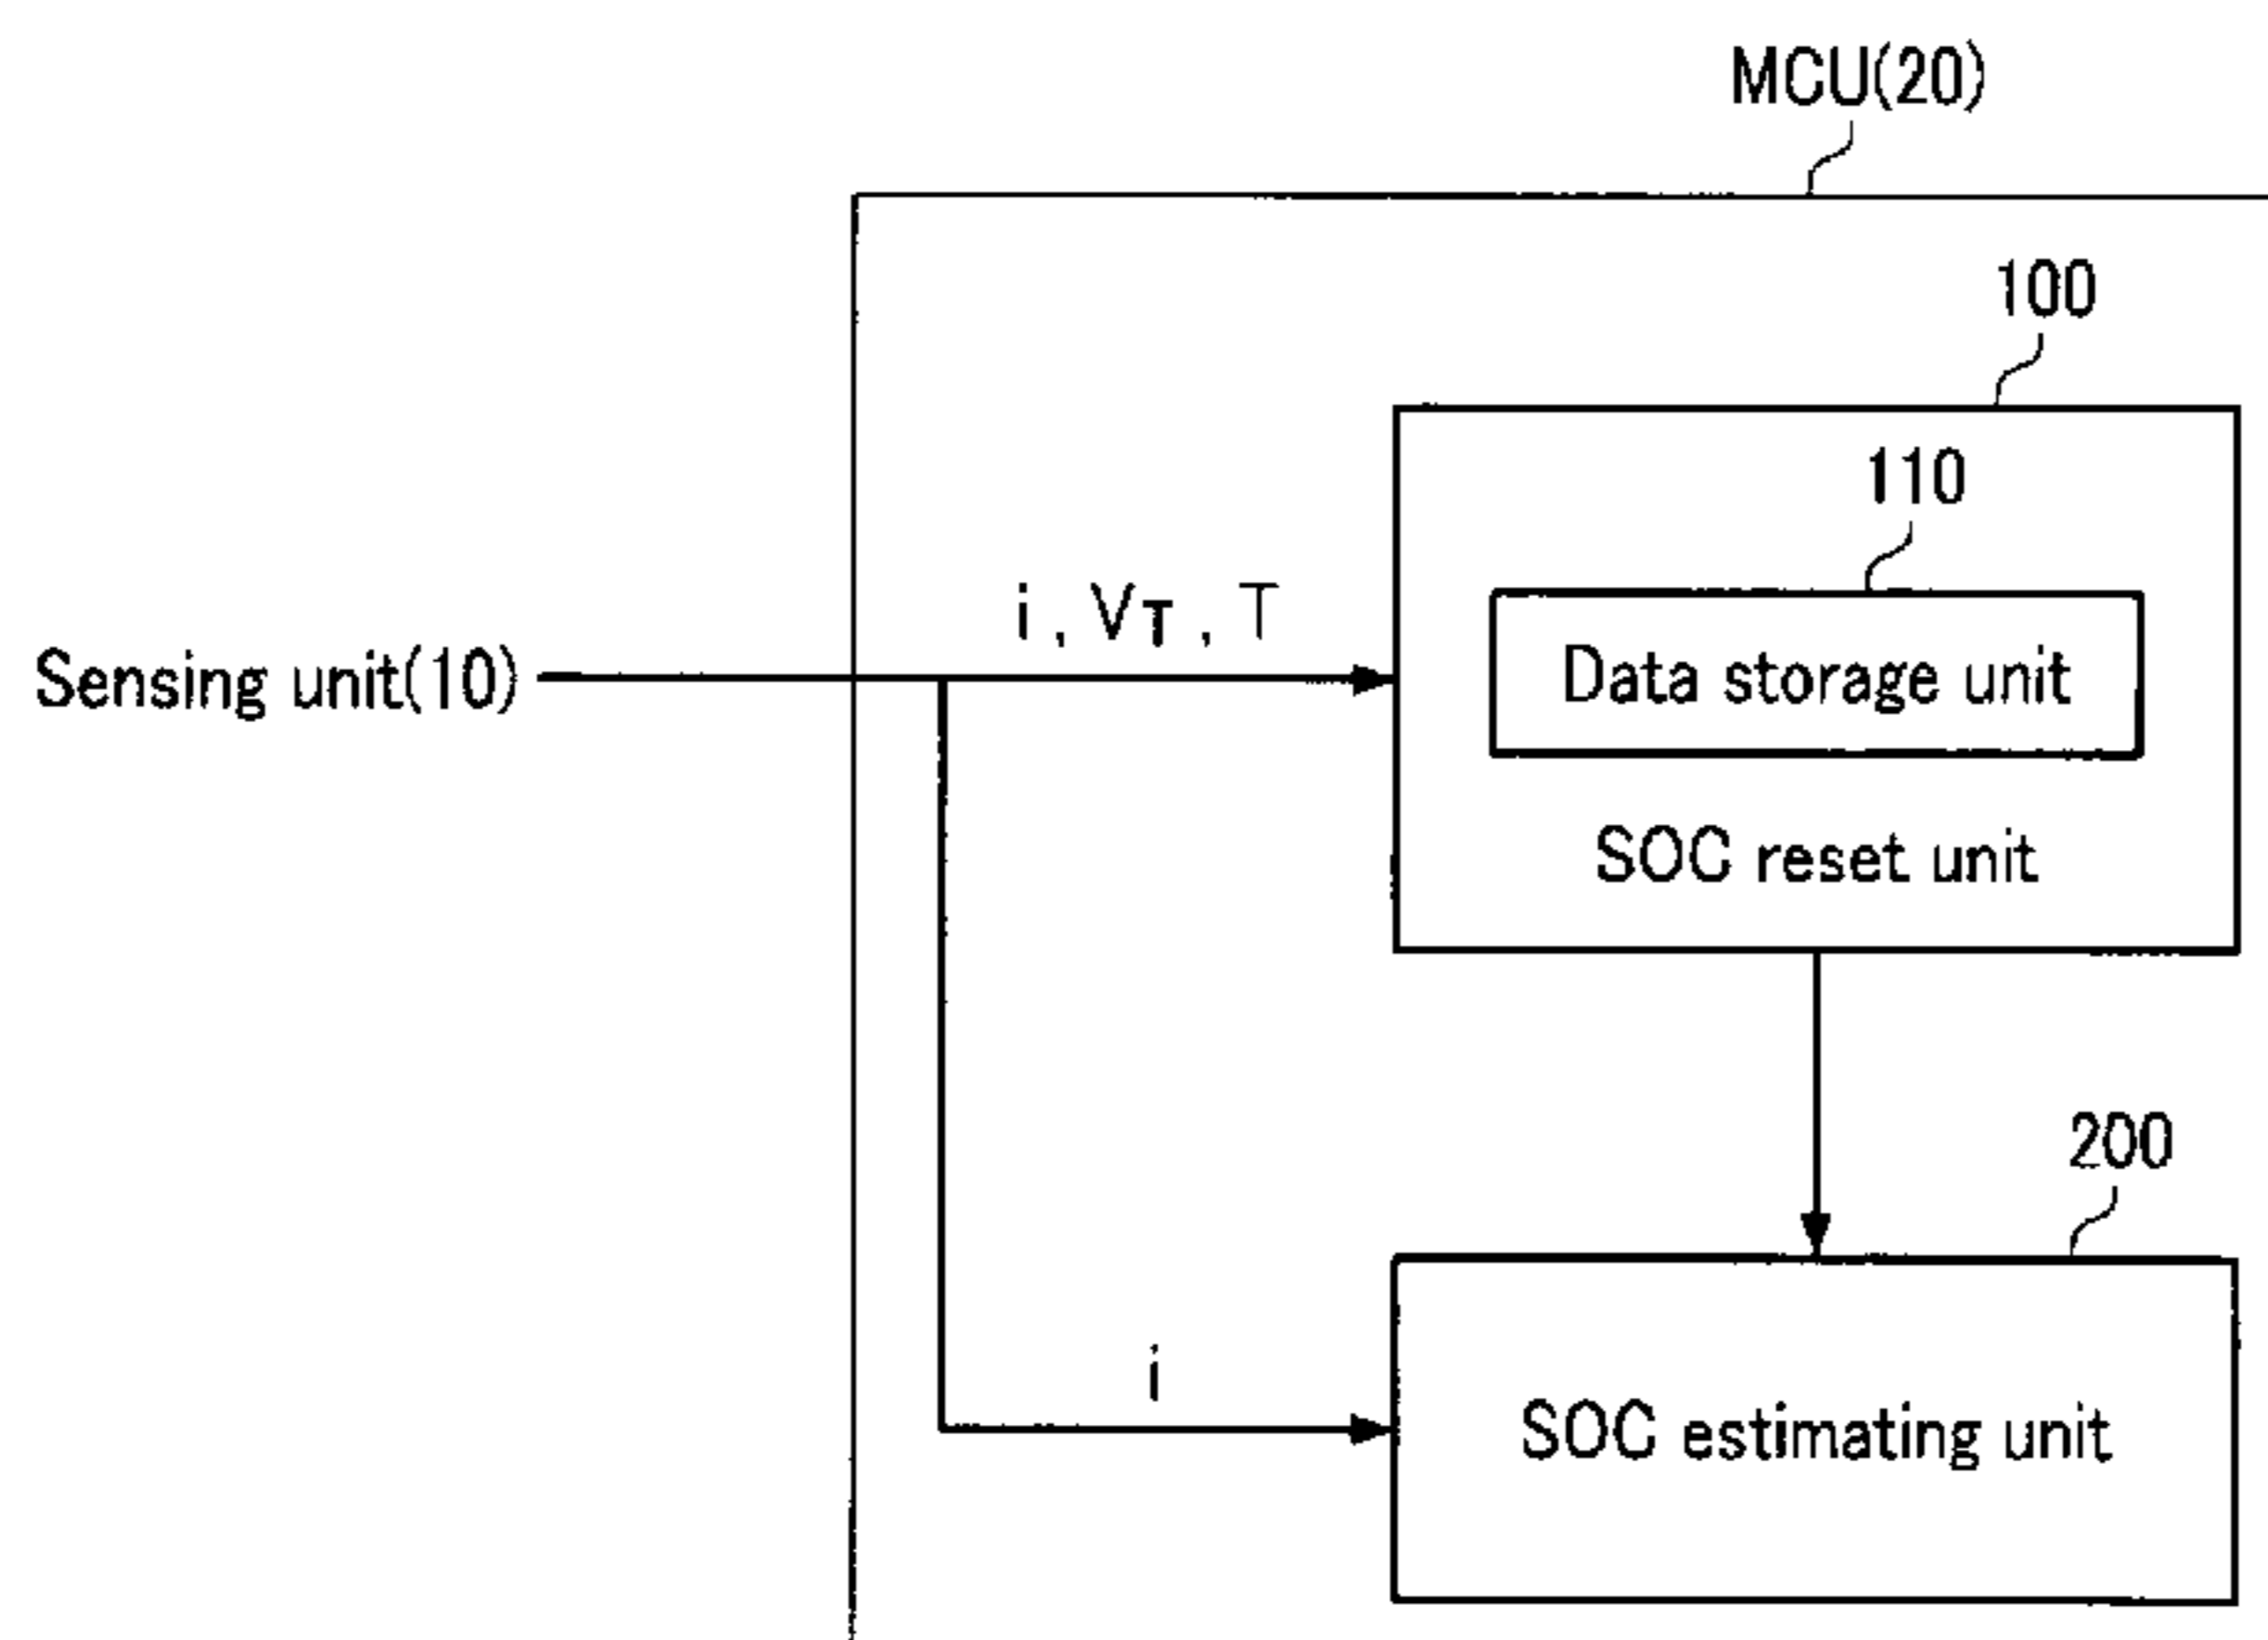 MCU(20)
100
110
i , VT , T
Sensing unit(10)
Data storage unit
SOC reset unit
200
i
SOC estimating unit